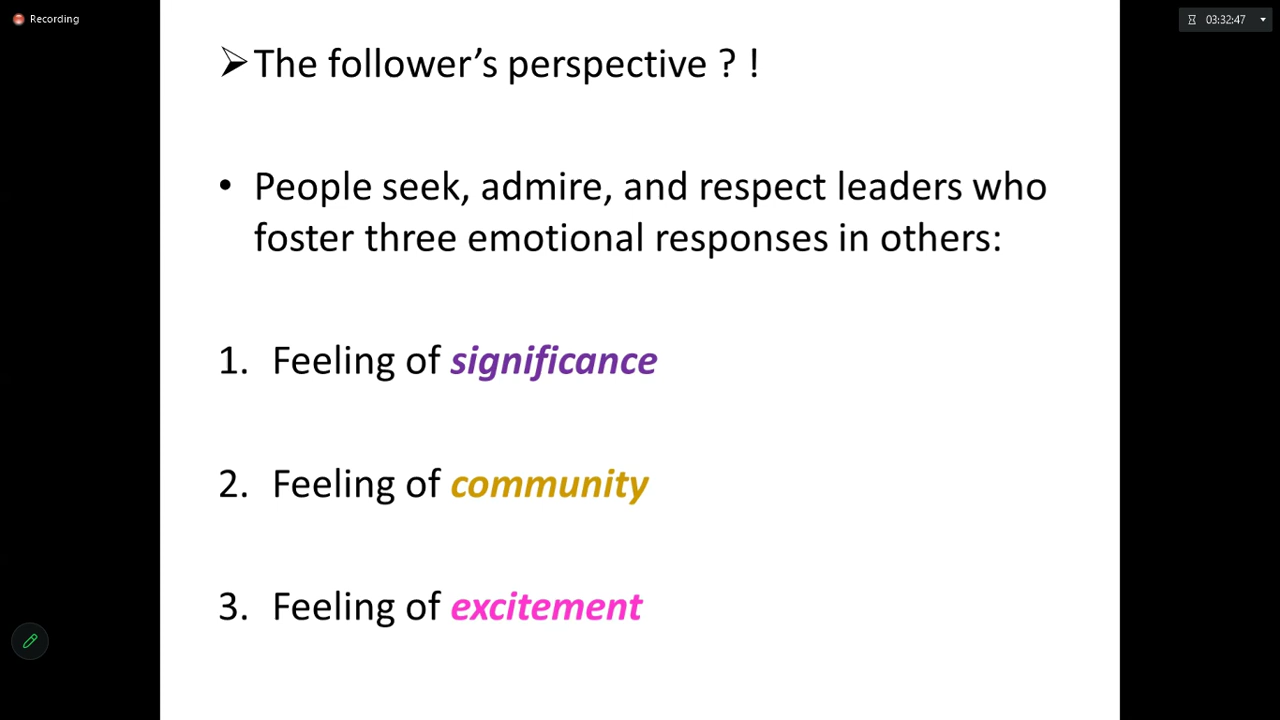 Recording
03:32:47
➢The follower’s perspective ? !
• People seek, admire, and respect leaders who
foster three emotional responses in others:
1. Feeling of significance
2. Feeling of community
3. Feeling of excitement